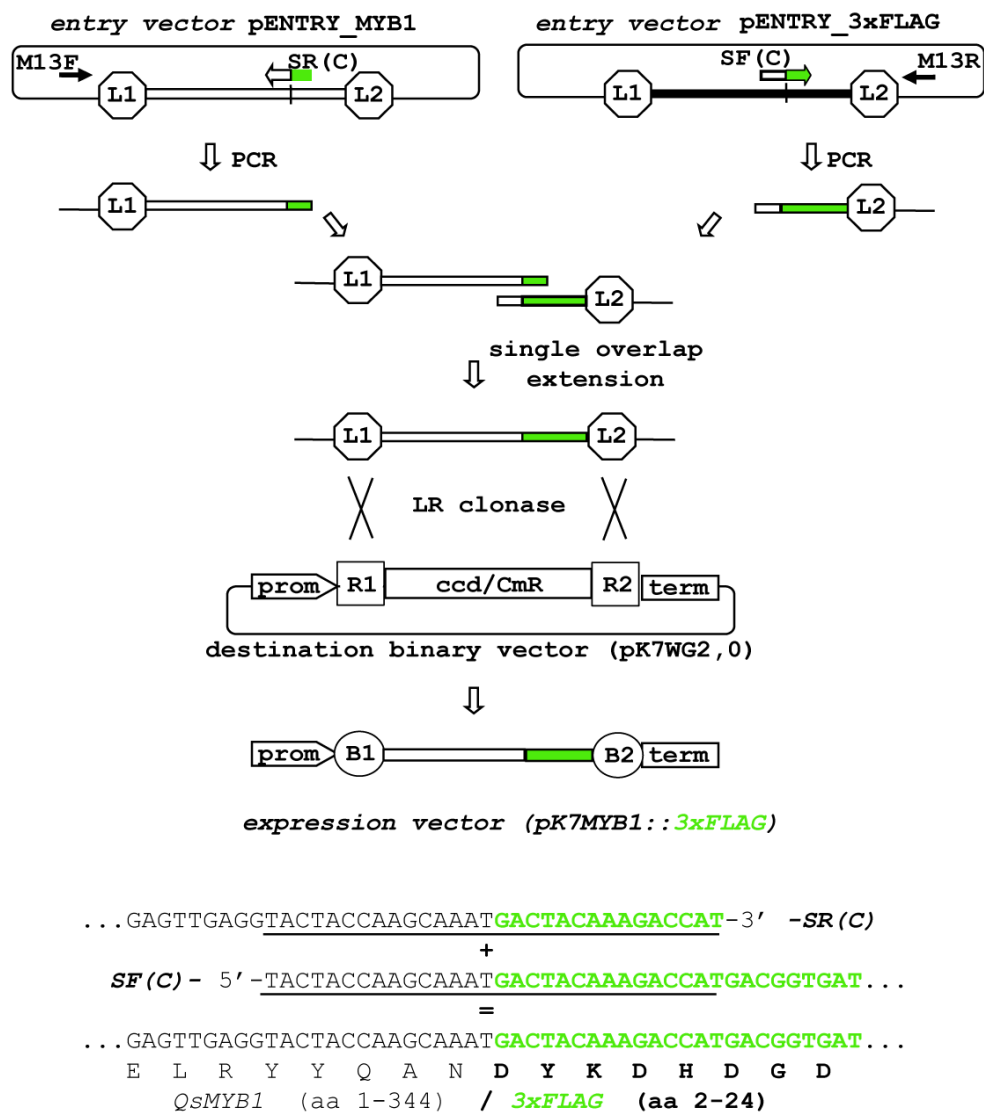 entry vector pENTRY_MYB1
entry vector pENTRY_3xFLAG
M13F
SR(C)
L1
L2
SF(C)
M13R
L1
L2
PCR
PCR
L1
L2
L1
L2
single overlap
extension
L1
L2
LR clonase
prom
R1
ccd/CmR
R2
term
destination binary vector (pK7WG2,0)
prom
B1
B2
term
expression vector (pK7MYB1::3xFLAG)
...GAGTTGAGGTACTACCAAGCAAATGACTACAAAGACCAT-3’ -SR(C)
+
SF(C)- 5’-TACTACCAAGCAAATGACTACAAAGACCATGACGGTGAT...
=
...GAGTTGAGGTACTACCAAGCAAATGACTACAAAGACCATGACGGTGAT...
E L R Y Y Q A N D Y K D H D G D
QsMYB1 (aa 1-344) / 3xFLAG (aa 2-24)